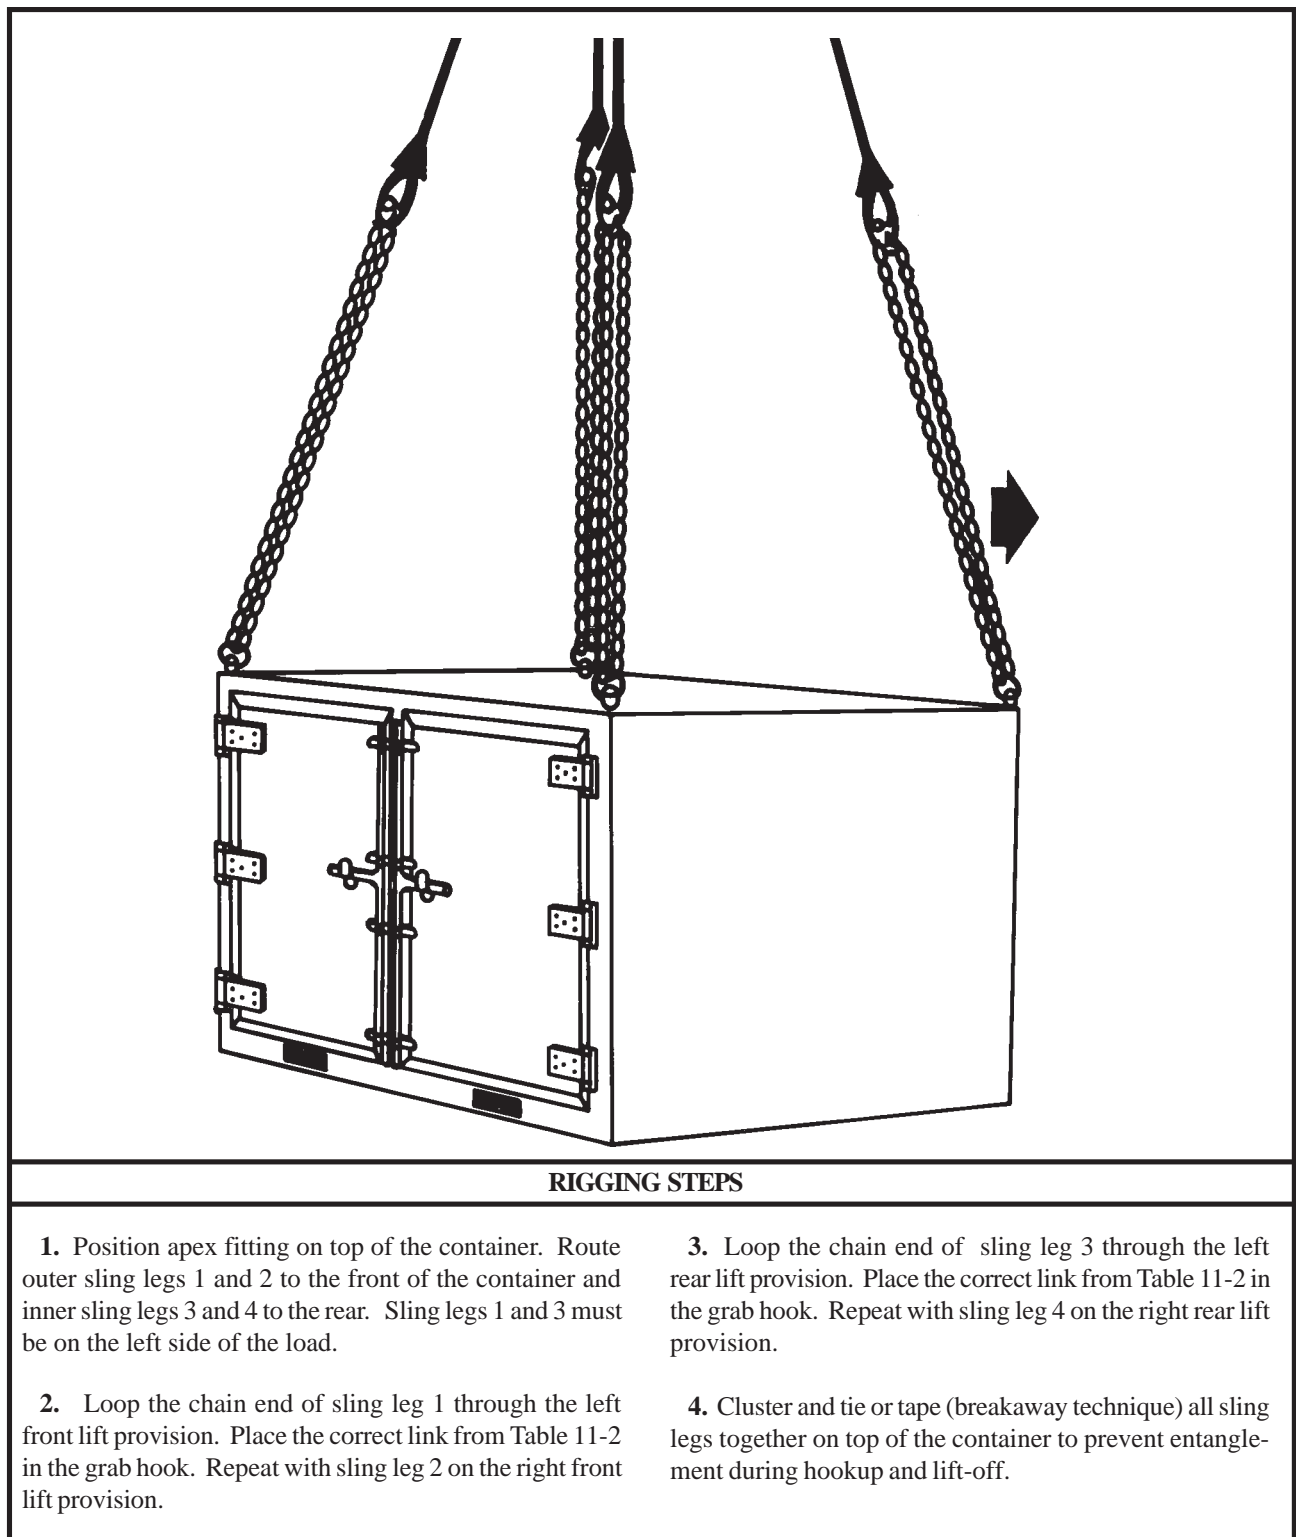 RIGGING STEPS
1. Position apex fitting on top of the container. Route
outer sling legs 1 and 2 to the front of the container and
inner sling legs 3 and 4 to the rear. Sling legs 1 and 3 must
be on the left side of the load.
2. Loop the chain end of sling leg 1 through the left
front lift provision. Place the correct link from Table 11-2
in the grab hook. Repeat with sling leg 2 on the right front
lift provision.
3. Loop the chain end of sling leg 3 through the left
rear lift provision. Place the correct link from Table 11-2 in
the grab hook. Repeat with sling leg 4 on the right rear lift
provision.
4. Cluster and tie or tape (breakaway technique) all sling
legs together on top of the container to prevent entangle-
ment during hookup and lift-off.